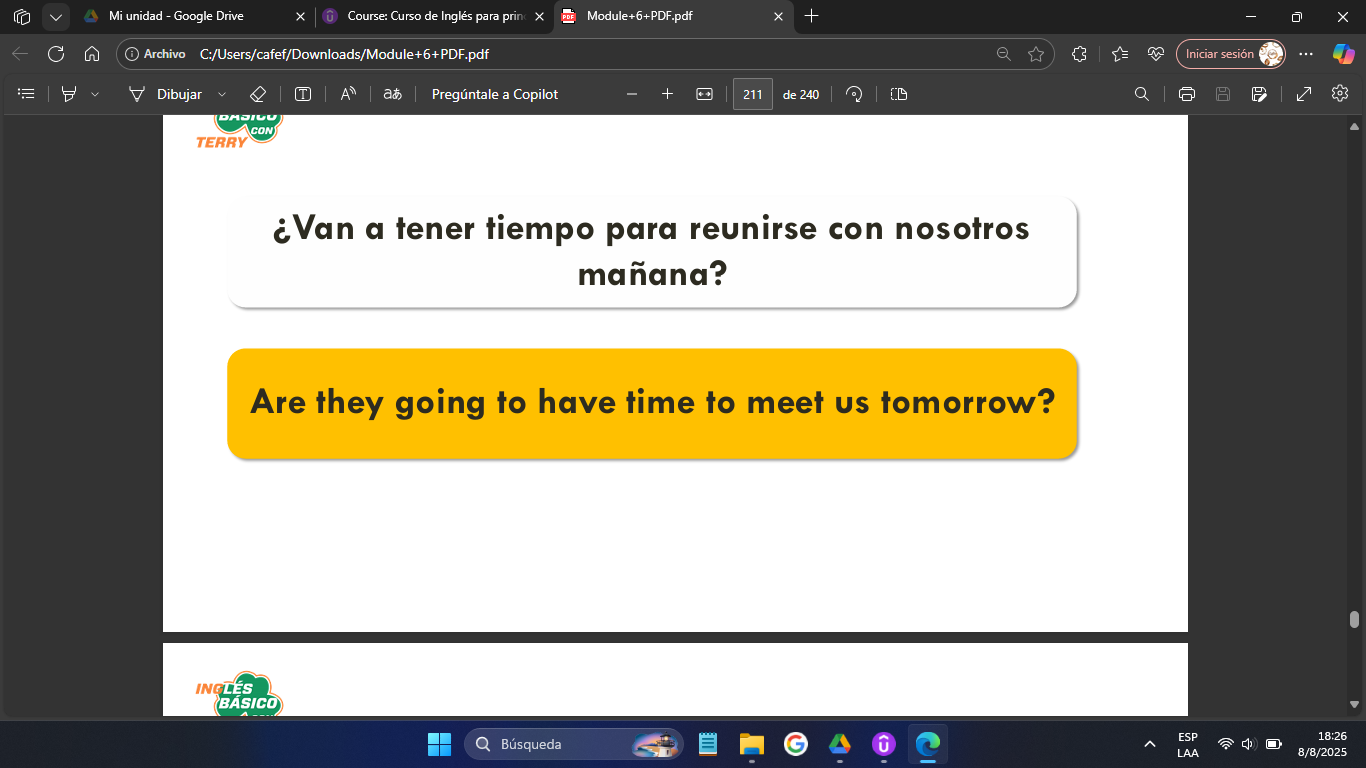 Mi unidad - Google Drive
Course: Curso de Inglés para prin
Module+6+PDF.pdf
Archivo
C:/Users/cafef/Downloads/Module+6+PDF.pdf
Iniciar sesión
Dibujar
Pregúntale a Copilot
211
de 240
BÁSICO
CON
TERRY
¿Van a tener tiempo para reunirse con nosotros
mañana?
Are they going to have time to meet us tomorrow?
INGLÉS
BÁSICO
Búsqueda
ESP
LAA
18:26
8/8/2025